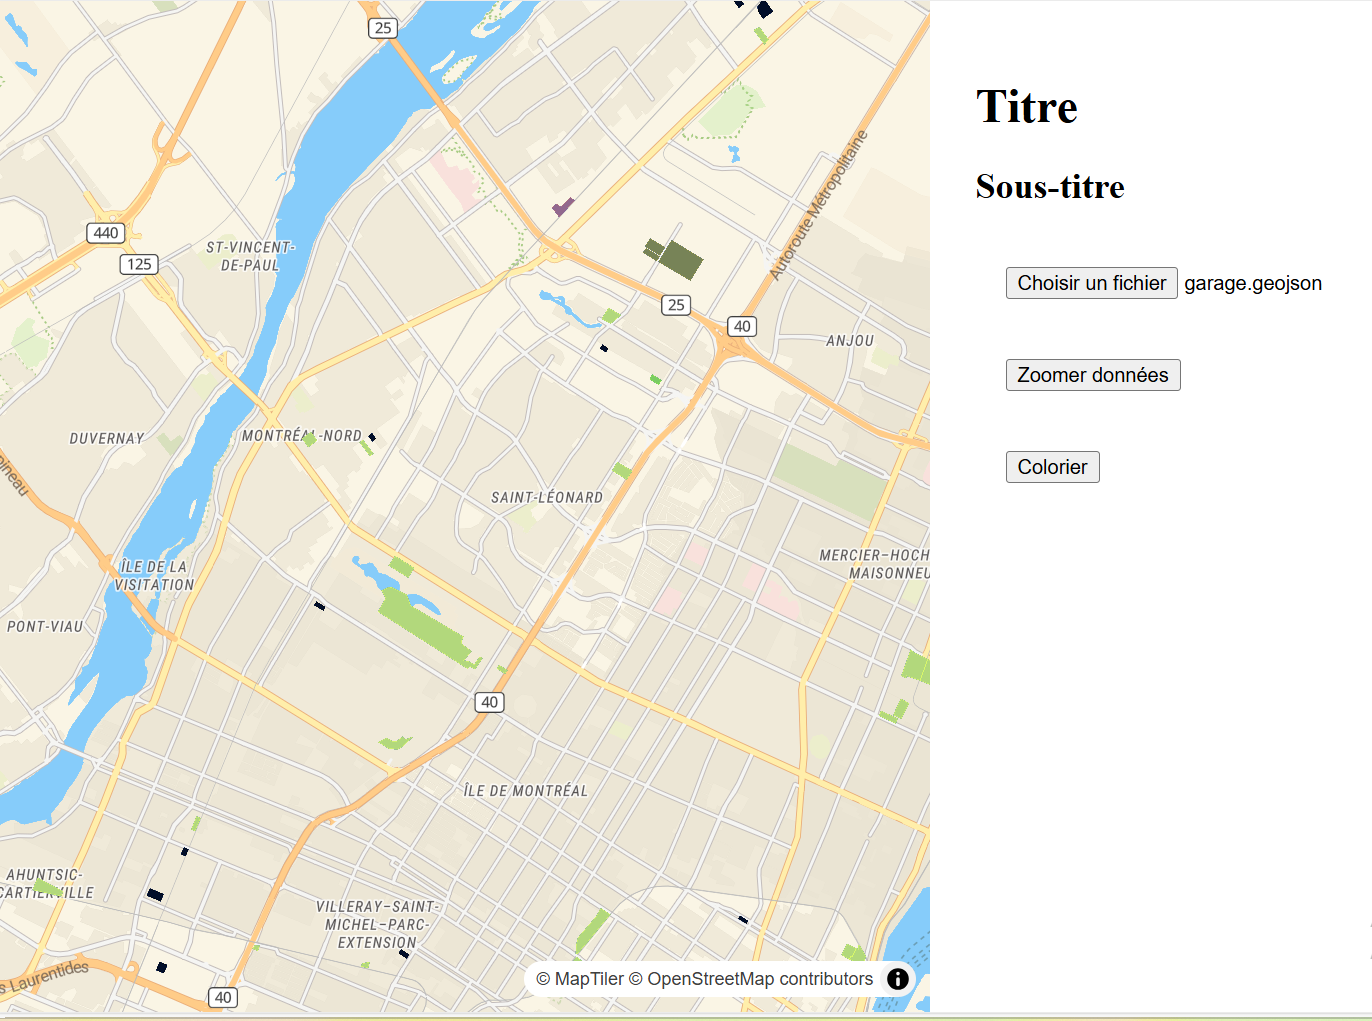 25
Autoroute Métropolitaine
440
125
ST-VINCENT-
DE-PAUL
25
40
ANJOU
DUVERNAY
MONTRÉAL-NORD
SAINT-LÉONARD
MERCIER–HOCH
MAISONNEU
ÎLE DE LA
VISITATION
PONT-VIAU
40
ÎLE DE MONTRÉAL
AHUNTSIC-
CARTIERVILLE
VILLERAY–SAINT-
MICHEL–PARC-
EXTENSION
s Laurentides
40
© MapTiler © OpenStreetMap contributors
Titre
Sous-titre
Choisir un fichier garage.geojson
Zoomer données
Colorier